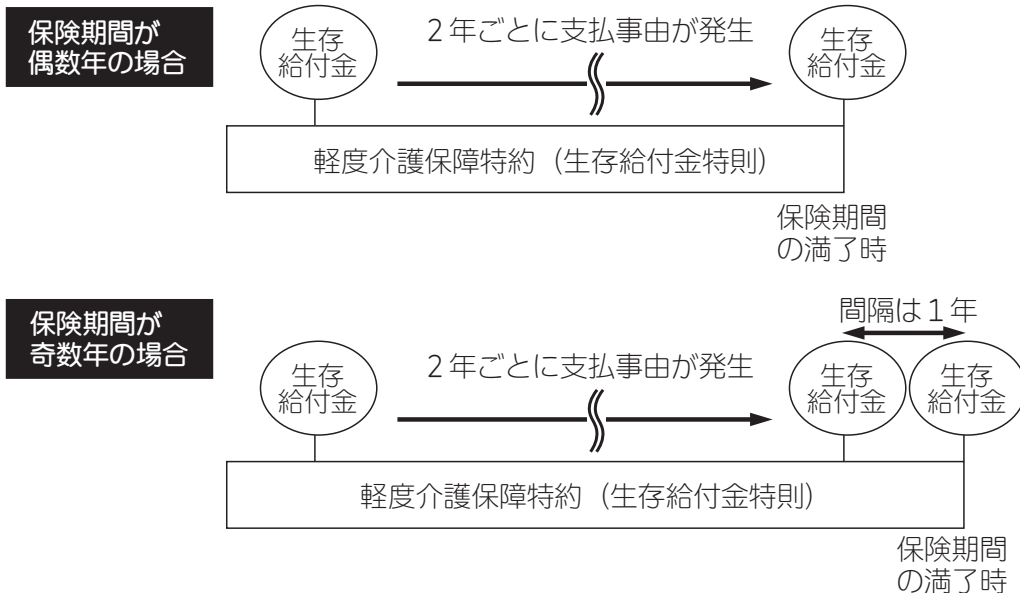 保険期間が
偶数年の場合
生存
給付金
2年ごとに支払事由が発生
生存
給付金
軽度介護保障特約(生存給付金特則)
保険期間
の満了時
保険期間が
奇数年の場合
間隔は1年
生存
給付金
2年ごとに支払事由が発生
生存
給付金
生存
給付金
軽度介護保障特約(生存給付金特則)
保険期間
の満了時